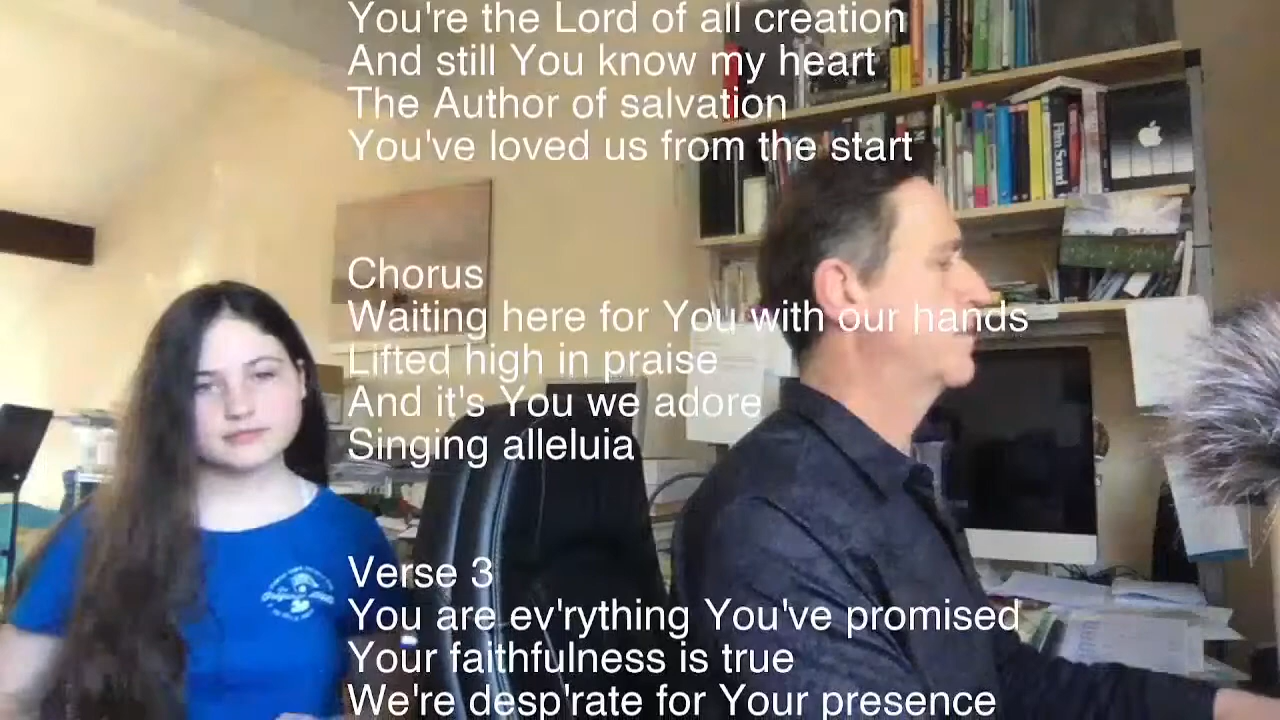 You're the Lord of all creation
And still You know my heart
The Author of salvation
You've loved us from the start
Chorus
Waiting here for You with our hands
Lifted high in praise
And it's You we adore
Singing alleluia
Verse 3
You are ev'rything You've promised
Your faithfulness is true
We're desp'rate for Your presence
Film Sound